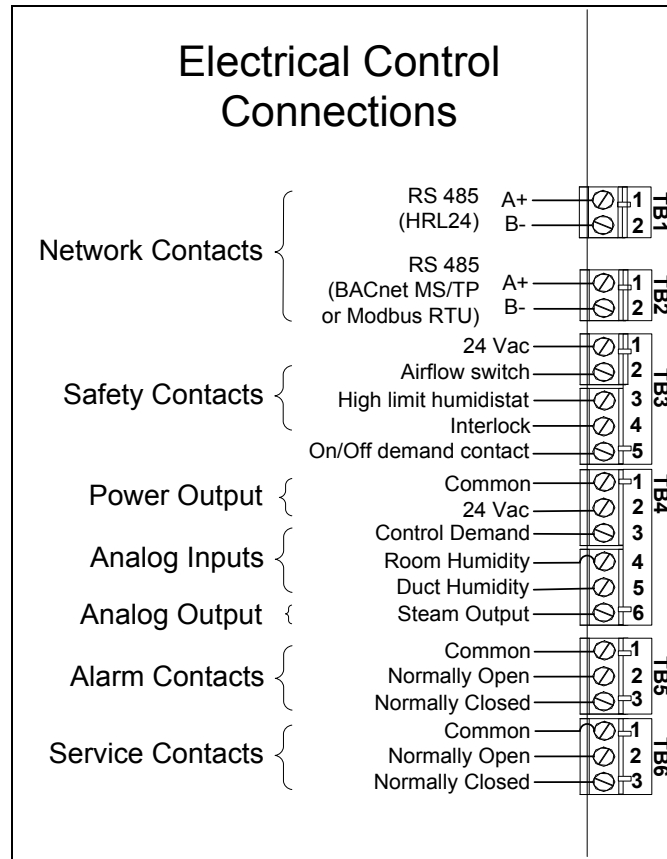 Electrical Control
Connections
Network Contacts
RS 485
(HRL24)
A+
B-
1
2
TB1
RS 485
(BACnet MS/TP
or Modbus RTU)
A+
B-
1
2
TB2
Safety Contacts
24 Vac
1
Airflow switch
2
High limit humidistat
3
Interlock
4
On/Off demand contact
5
TB3
Power Output
Common
1
24 Vac
2
Analog Inputs
Control Demand
3
Room Humidity
4
Duct Humidity
5
Analog Output
Steam Output
6
TB4
Alarm Contacts
Common
1
Normally Open
2
Normally Closed
3
TB5
Service Contacts
Common
1
Normally Open
2
Normally Closed
3
TB6